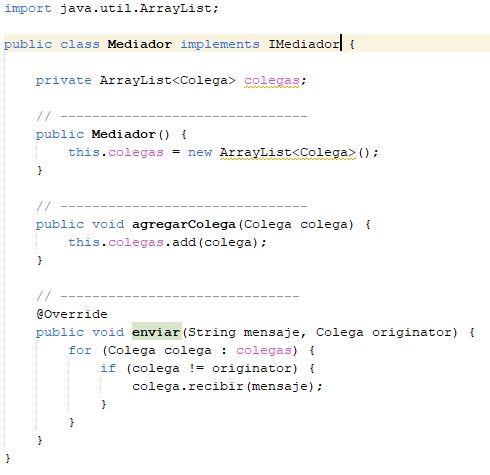 import java.util.ArrayList;
public class Mediador implements IMediador {
private ArrayList<Colega> colegas;
// -------------------------------
public Mediador() {
this.colegas = new ArrayList<Colega>();
}
// -------------------------------
public void agregarColega(Colega colega) {
this.colegas.add(colega);
}
// ------------------------------
@Override
public void enviar(String mensaje, Colega originator) {
for (Colega colega : colegas) {
if (colega != originator) {
colega.recibir(mensaje);
}
}
}
}